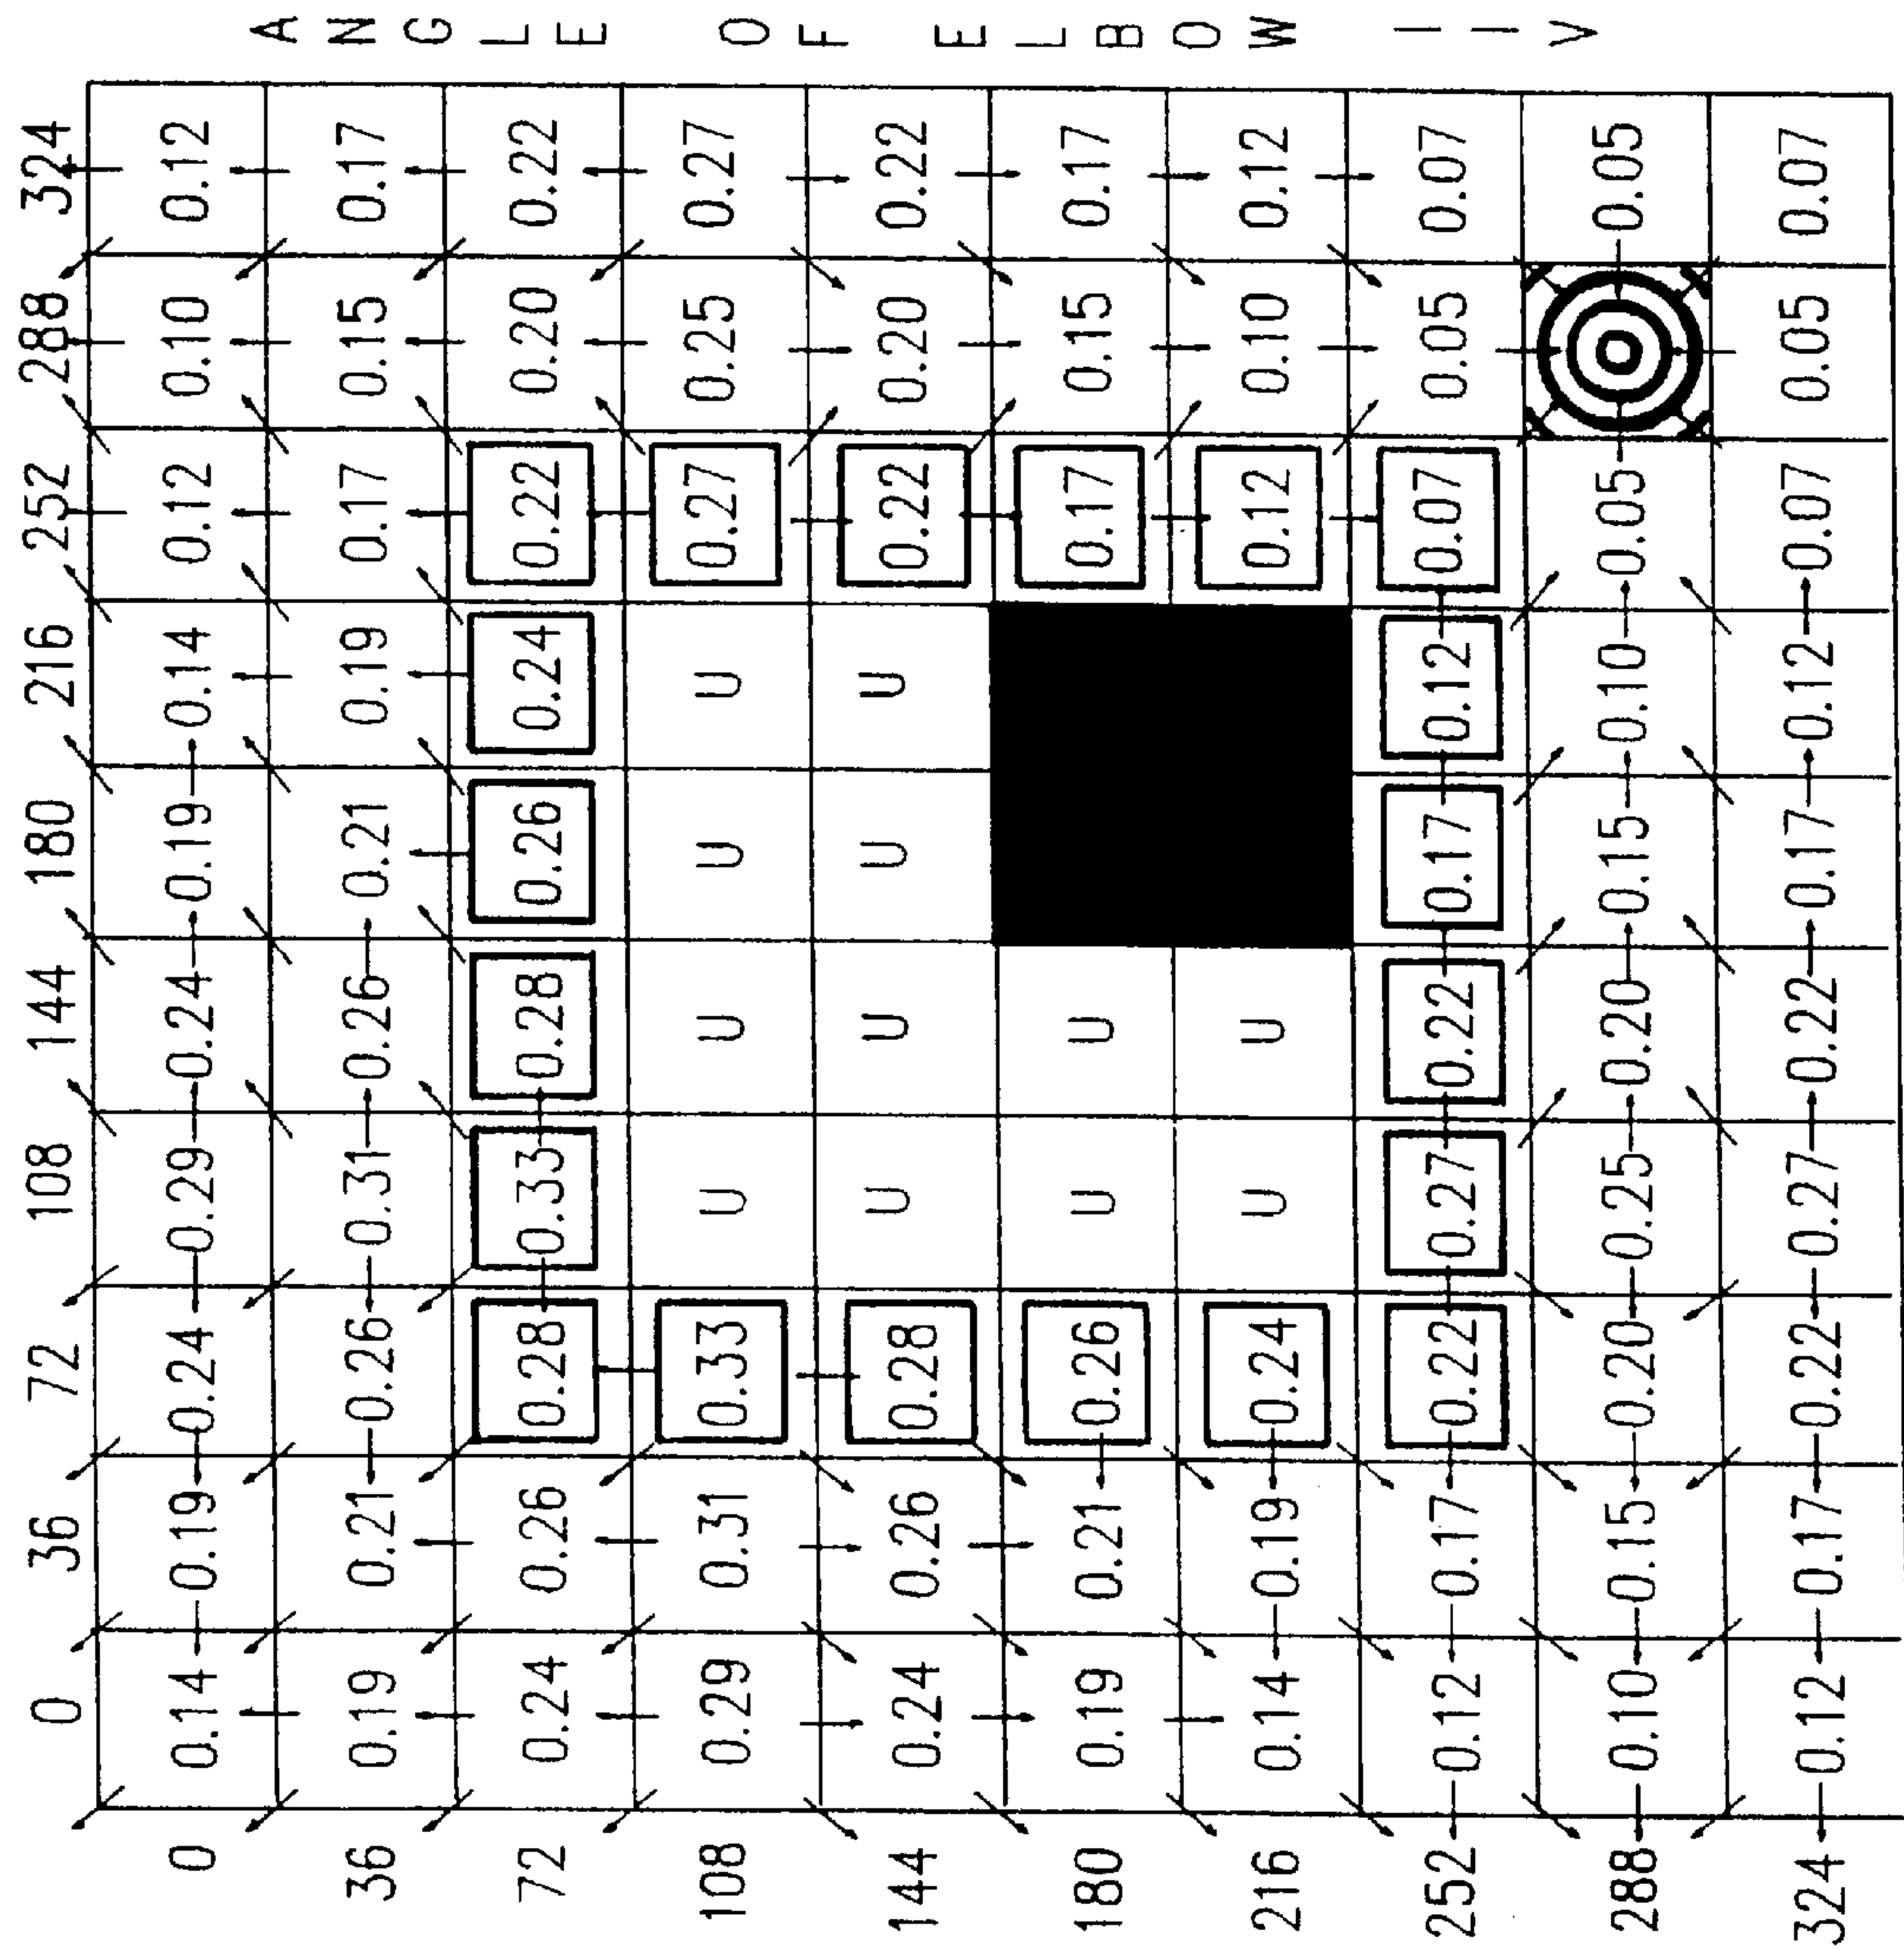 0 36 72 108 144 180 216 252 288 324
0 0.14 0.19 0.24 0.29 0.24 0.19 0.14 0.12 0.10 0.12
36 0.19 0.21 0.26 0.31 0.26 0.21 0.19 0.17 0.15 0.17
72 0.24 0.26 0.28 0.33 0.28 0.26 0.24 0.22 0.20 0.22
108 0.29 0.31 0.33 U U U U 0.27 0.25 0.27
144 0.24 0.26 0.28 U U U U 0.22 0.20 0.22
180 0.19 0.21 0.26 U U 0.17 0.15 0.17
216 0.14 0.19 0.24 U U 0.12 0.10 0.12
252 0.12 0.17 0.22 0.27 0.22 0.17 0.12 0.07 0.05 0.07
288 0.10 0.15 0.20 0.25 0.20 0.15 0.10 0.05 0.05
324 0.12 0.17 0.22 0.27 0.22 0.17 0.12 0.07 0.05 0.07
ANGLE OF ELBOW IIV